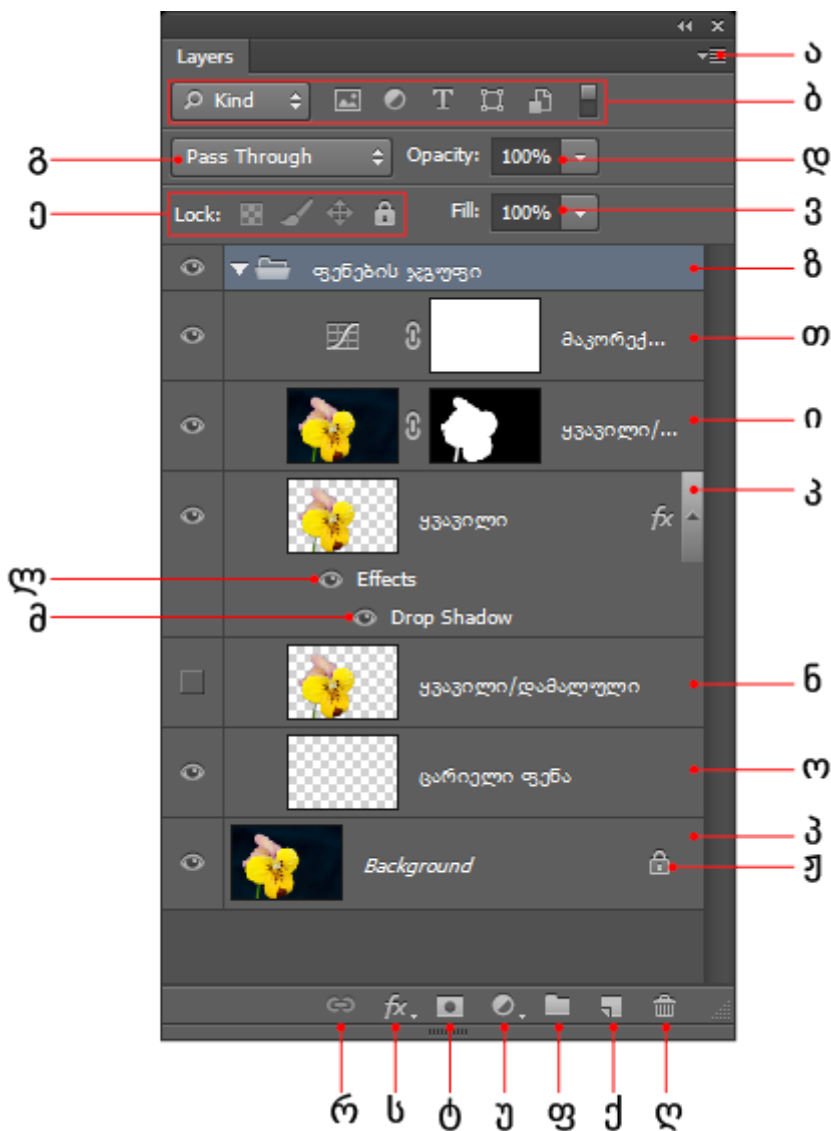 Layers
ა
Kind T
ბ
გ
Pass Through Opacity: 100%
დ
ე
Lock: Fill: 100%
ვ
ფენების ჯგუფი
ზ
მაკორექ...
თ
ყვავილი/...
ი
ყვავილი fx
კ
ლ
Effects
მ
Drop Shadow
ყვავილი/დამალული
ნ
ცარიელი ფენა
ო
პ
Background
ჟ
fx
რ ს ტ უ ფ ქ ღ